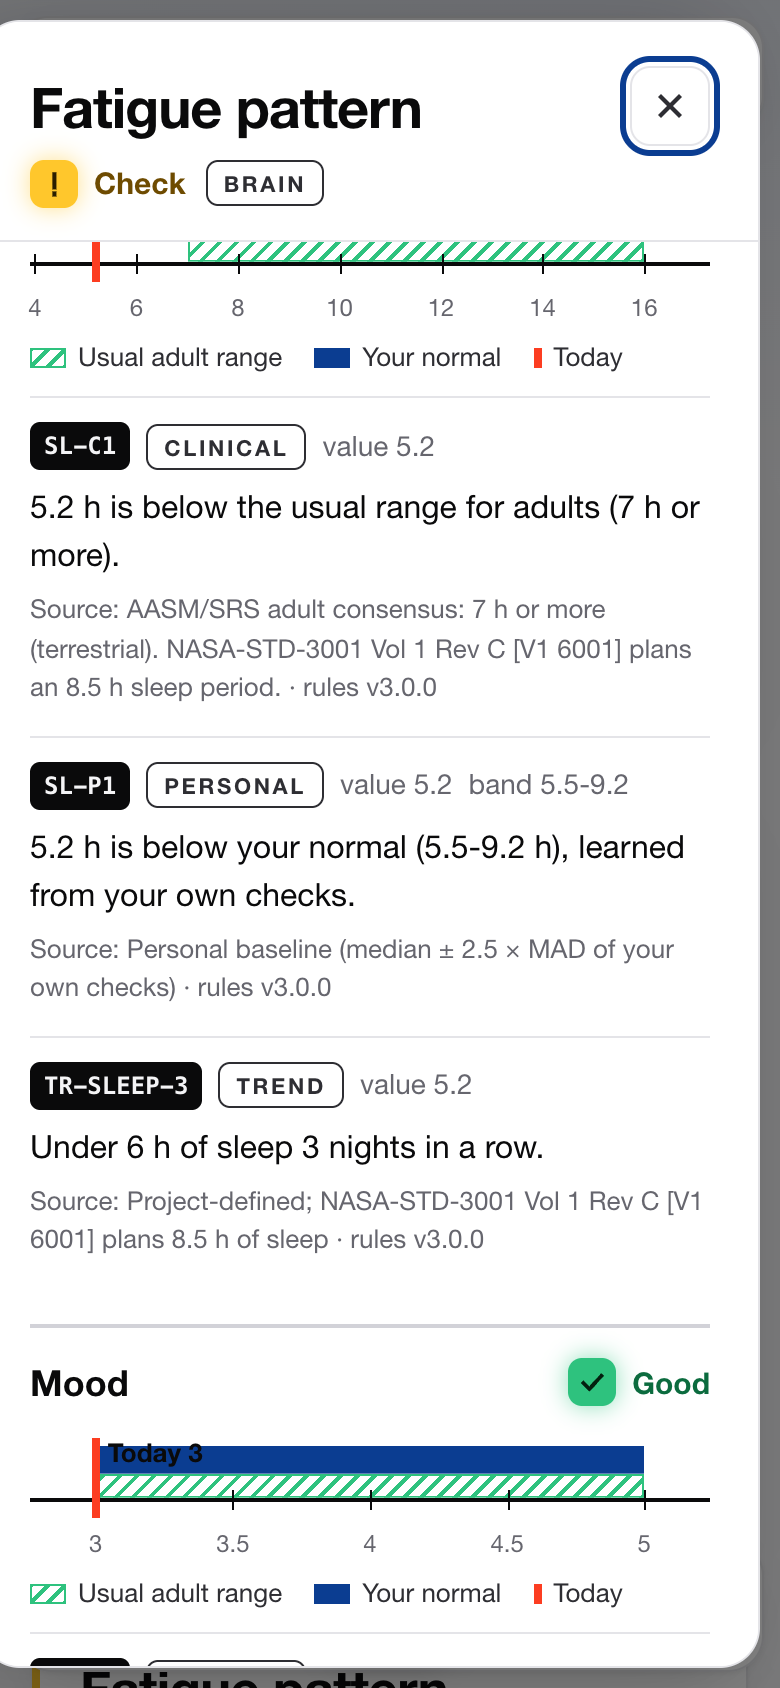 Fatigue pattern
! Check BRAIN
4 6 8 10 12 14 16
Usual adult range Your normal Today
SL-C1 CLINICAL value 5.2
5.2 h is below the usual range for adults (7 h or
more).
Source: AASM/SRS adult consensus: 7 h or more
(terrestrial). NASA-STD-3001 Vol 1 Rev C [V1 6001] plans
an 8.5 h sleep period. · rules v3.0.0
SL-P1 PERSONAL value 5.2 band 5.5-9.2
5.2 h is below your normal (5.5-9.2 h), learned
from your own checks.
Source: Personal baseline (median ± 2.5 × MAD of your
own checks) · rules v3.0.0
TR-SLEEP-3 TREND value 5.2
Under 6 h of sleep 3 nights in a row.
Source: Project-defined; NASA-STD-3001 Vol 1 Rev C [V1
6001] plans 8.5 h of sleep · rules v3.0.0
Mood Good
Today 3
3 3.5 4 4.5 5
Usual adult range Your normal Today
Fatigue pattern